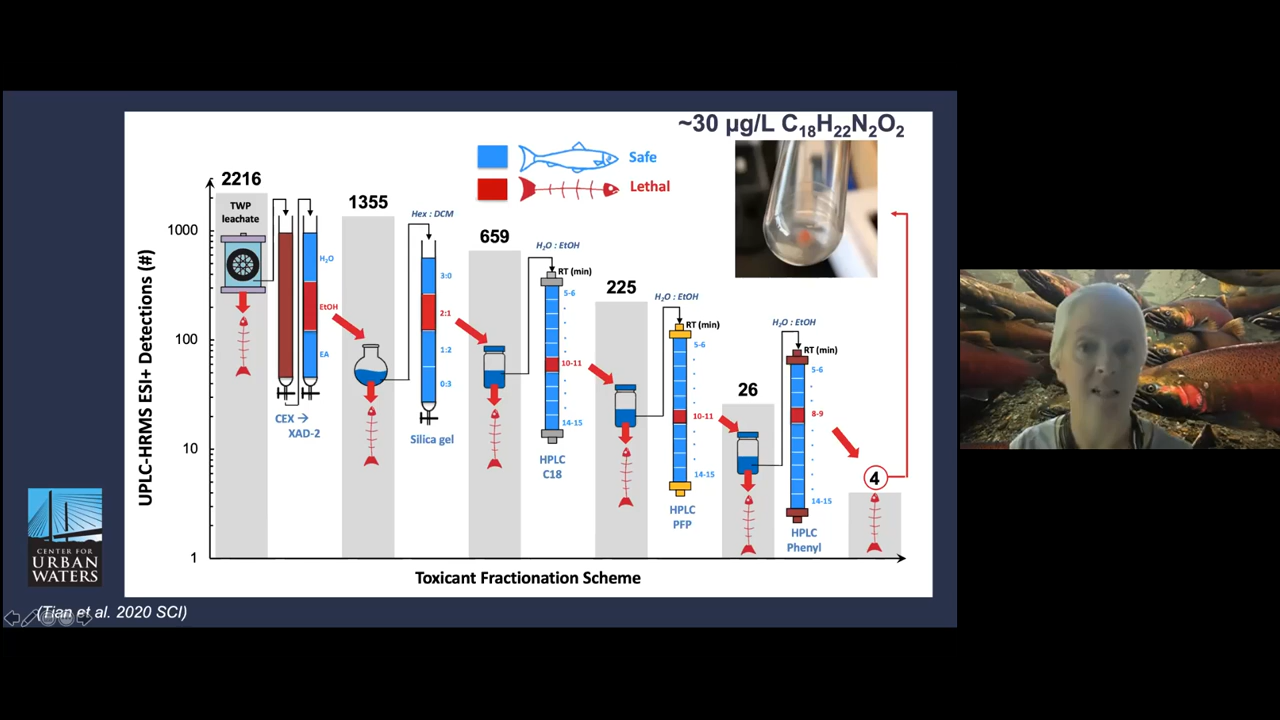 ~30 µg/L C₁₈H₂₂N₂O₂
Safe
Lethal
UPLC-HRMS ESI+ Detections (#)
1000
100
10
1
2216
TWP
leachate
H₂O
EtOH
EA
CEX →
XAD-2
1355
Hex : DCM
3:0
2:1
1:2
0:3
Silica gel
659
H₂O : EtOH
RT (min)
5-6
10-11
14-15
HPLC
C18
225
H₂O : EtOH
RT (min)
5-6
10-11
14-15
HPLC
PFP
26
H₂O : EtOH
RT (min)
5-6
8-9
14-15
HPLC
Phenyl
4
Toxicant Fractionation Scheme
CENTER FOR
URBAN
WATERS
(Tian et al. 2020 SCI)